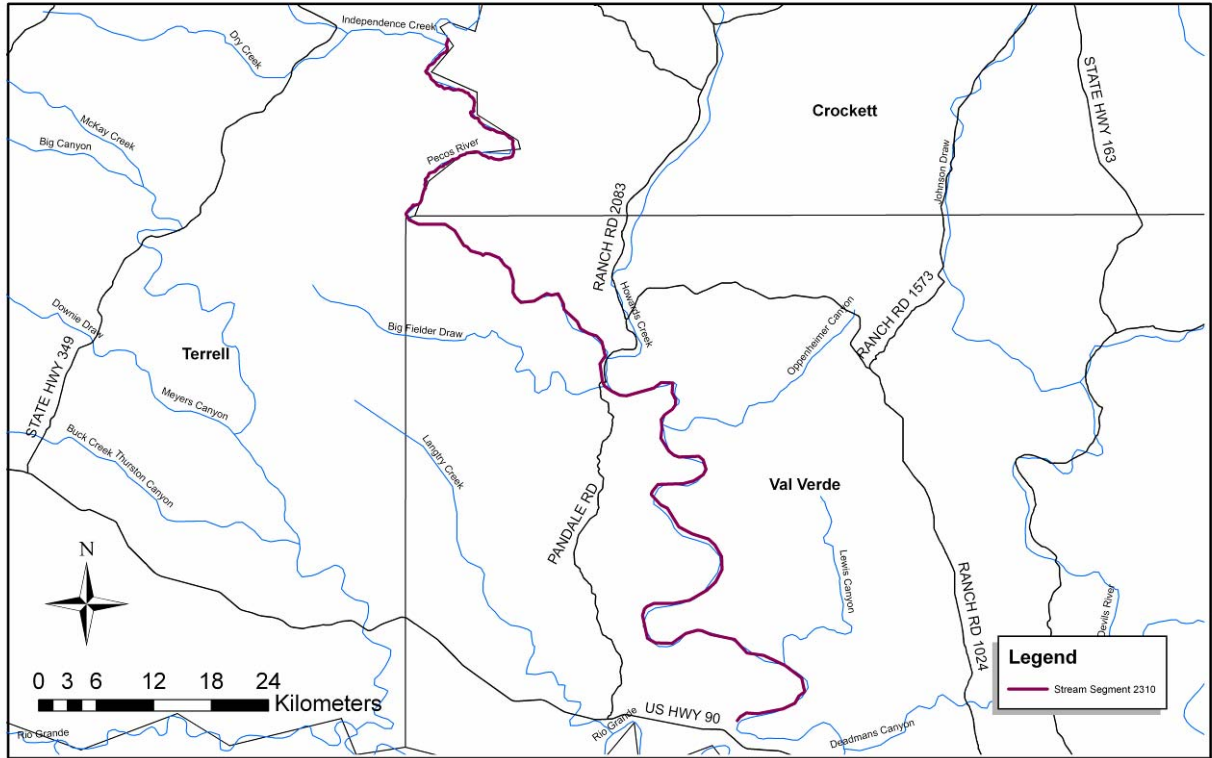 Independence Creek
Dry Creek
STATE HWY 163
Crockett
McKay Creek
Big Canyon
Pecos River
Johnson Draw
RANCH RD 2083
Howards Creek
RANCH RD 1573
Downie Draw
Big Fielder Draw
Oppenheimer Canyon
Terrell
STATE HWY 349
Meyers Canyon
Buck Creek
Thurston Canyon
Langtry Creek
Val Verde
PANDALE RD
Lewis Canyon
N
RANCH RD 1024
Devils River
Legend
Stream Segment 2310
0 3 6 12 18 24
Kilometers
US HWY 90
Rio Grande
Rio Grande
Deadmans Canyon